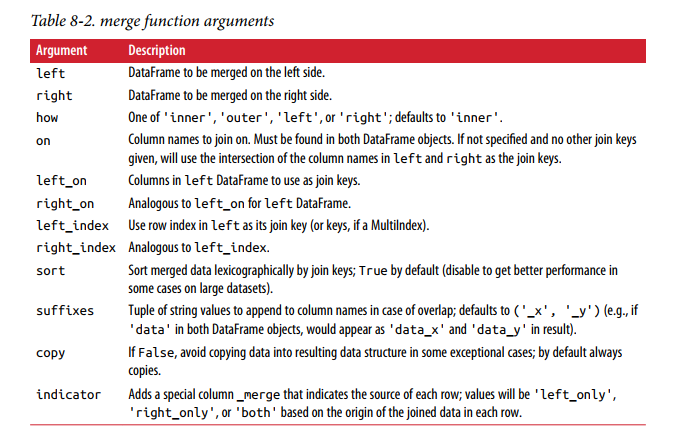 Table 8-2. merge function arguments
Argument Description
left DataFrame to be merged on the left side.
right DataFrame to be merged on the right side.
how One of 'inner', 'outer', 'left', or 'right'; defaults to 'inner'.
on Column names to join on. Must be found in both DataFrame objects. If not specified and no other join keys
given, will use the intersection of the column names in left and right as the join keys.
left_on Columns in left DataFrame to use as join keys.
right_on Analogous to left_on for left DataFrame.
left_index Use row index in left as its join key (or keys, if a MultiIndex).
right_index Analogous to left_index.
sort Sort merged data lexicographically by join keys; True by default (disable to get better performance in
some cases on large datasets).
suffixes Tuple of string values to append to column names in case of overlap; defaults to ('_x', '_y') (e.g., if
'data' in both DataFrame objects, would appear as 'data_x' and 'data_y' in result).
copy If False, avoid copying data into resulting data structure in some exceptional cases; by default always
copies.
indicator Adds a special column _merge that indicates the source of each row; values will be 'left_only',
'right_only', or 'both' based on the origin of the joined data in each row.